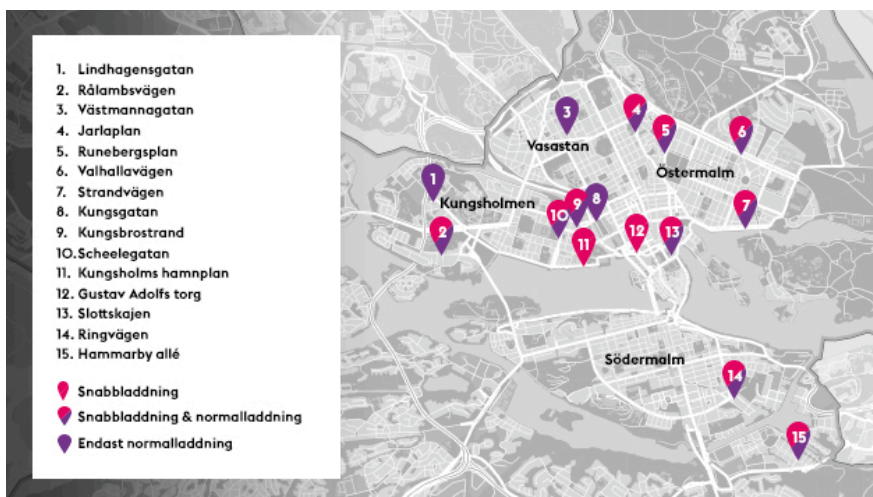 1. Lindhagensgatan
2. Rålambsvägen
3. Västmannagatan
4. Jarlaplan
5. Runebergsplan
6. Valhallavägen
7. Strandvägen
8. Kungsgatan
9. Kungsbrostrand
10. Scheelegatan
11. Kungsholms hamnplan
12. Gustav Adolfs torg
13. Slottskajen
14. Ringvägen
15. Hammarby allé
Snabbladdning
Snabbladdning & normalladdning
Endast normalladdning
3
4
5
6
Vasastan
Östermalm
1
Kungsholmen
10
9
8
7
2
11
12
13
Södermalm
14
15